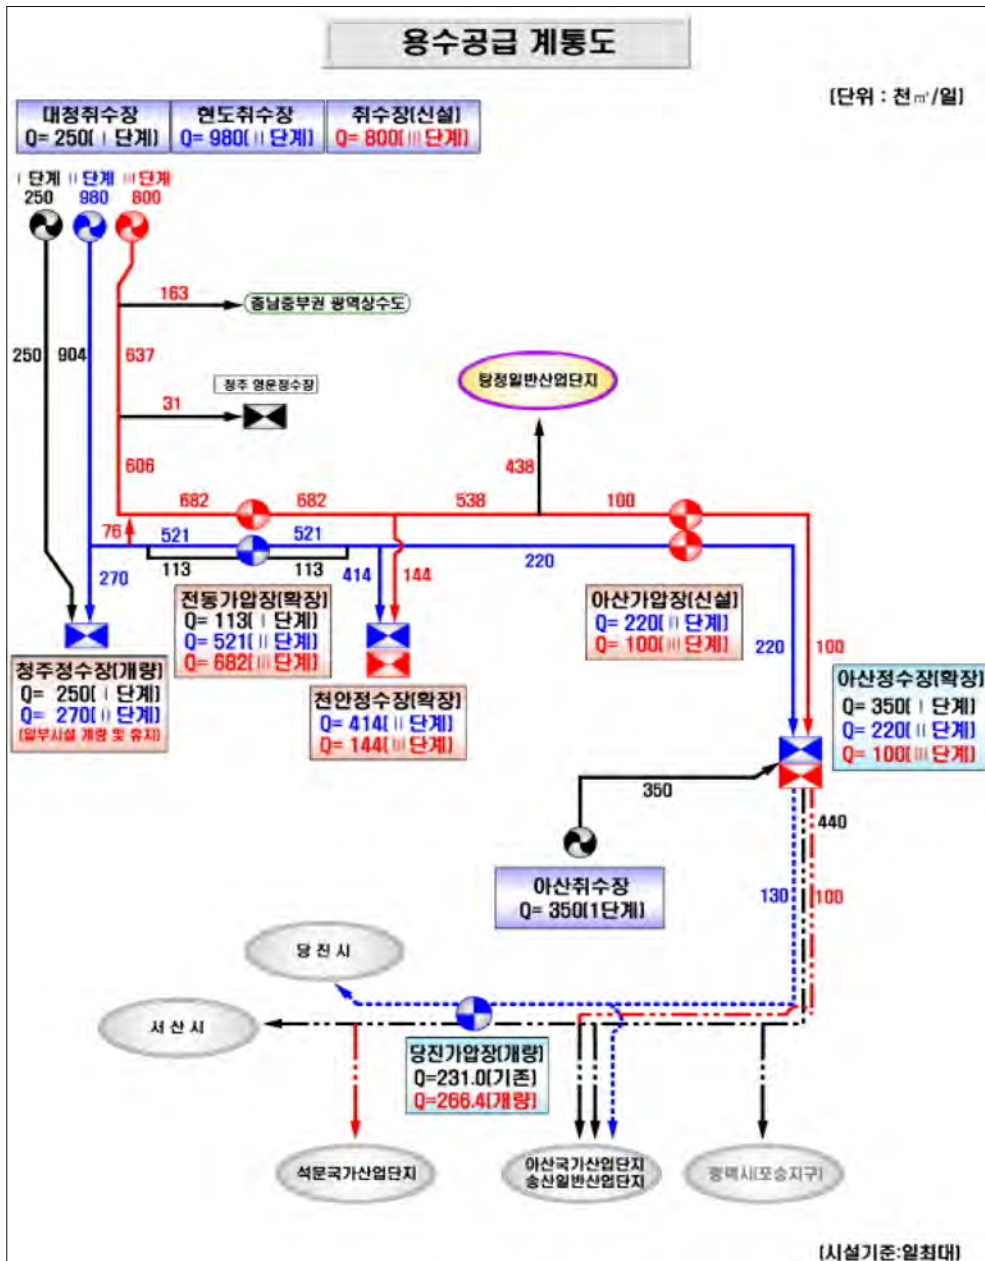 용수공급 계통도
(단위 : 천㎥/일)
대청취수장
Q= 250(Ⅰ단계)
현도취수장
Q= 980(Ⅱ단계)
취수장(신설)
Q= 800(Ⅲ단계)
Ⅰ단계 Ⅱ단계 Ⅲ단계
250 980 800
163
충남중부권 광역상수도
250
904
637
청주 영운정수장
31
탕정일반산업단지
606
438
682
682
538
100
76
521
521
220
113
113
270
414
144
전동가압장(확장)
Q= 113(Ⅰ단계)
Q= 521(Ⅱ단계)
Q= 682(Ⅲ단계)
아산가압장(신설)
Q= 220(Ⅱ단계)
Q= 100(Ⅲ단계)
220
100
청주정수장(개량)
Q= 250(Ⅰ단계)
Q= 270(Ⅱ단계)
(일부시설 개량 및 휴지)
천안정수장(확장)
Q= 414(Ⅱ단계)
Q= 144(Ⅲ단계)
아산정수장(확장)
Q= 350(Ⅰ단계)
Q= 220(Ⅱ단계)
Q= 100(Ⅲ단계)
350
440
아산취수장
Q= 350(1단계)
130
100
당 진 시
서 산 시
당진가압장(개량)
Q=231.0(기존)
Q=266.4(개량)
석문국가산업단지
아산국가산업단지
송산일반산업단지
평택시(포승지구)
(시설기준:일최대)